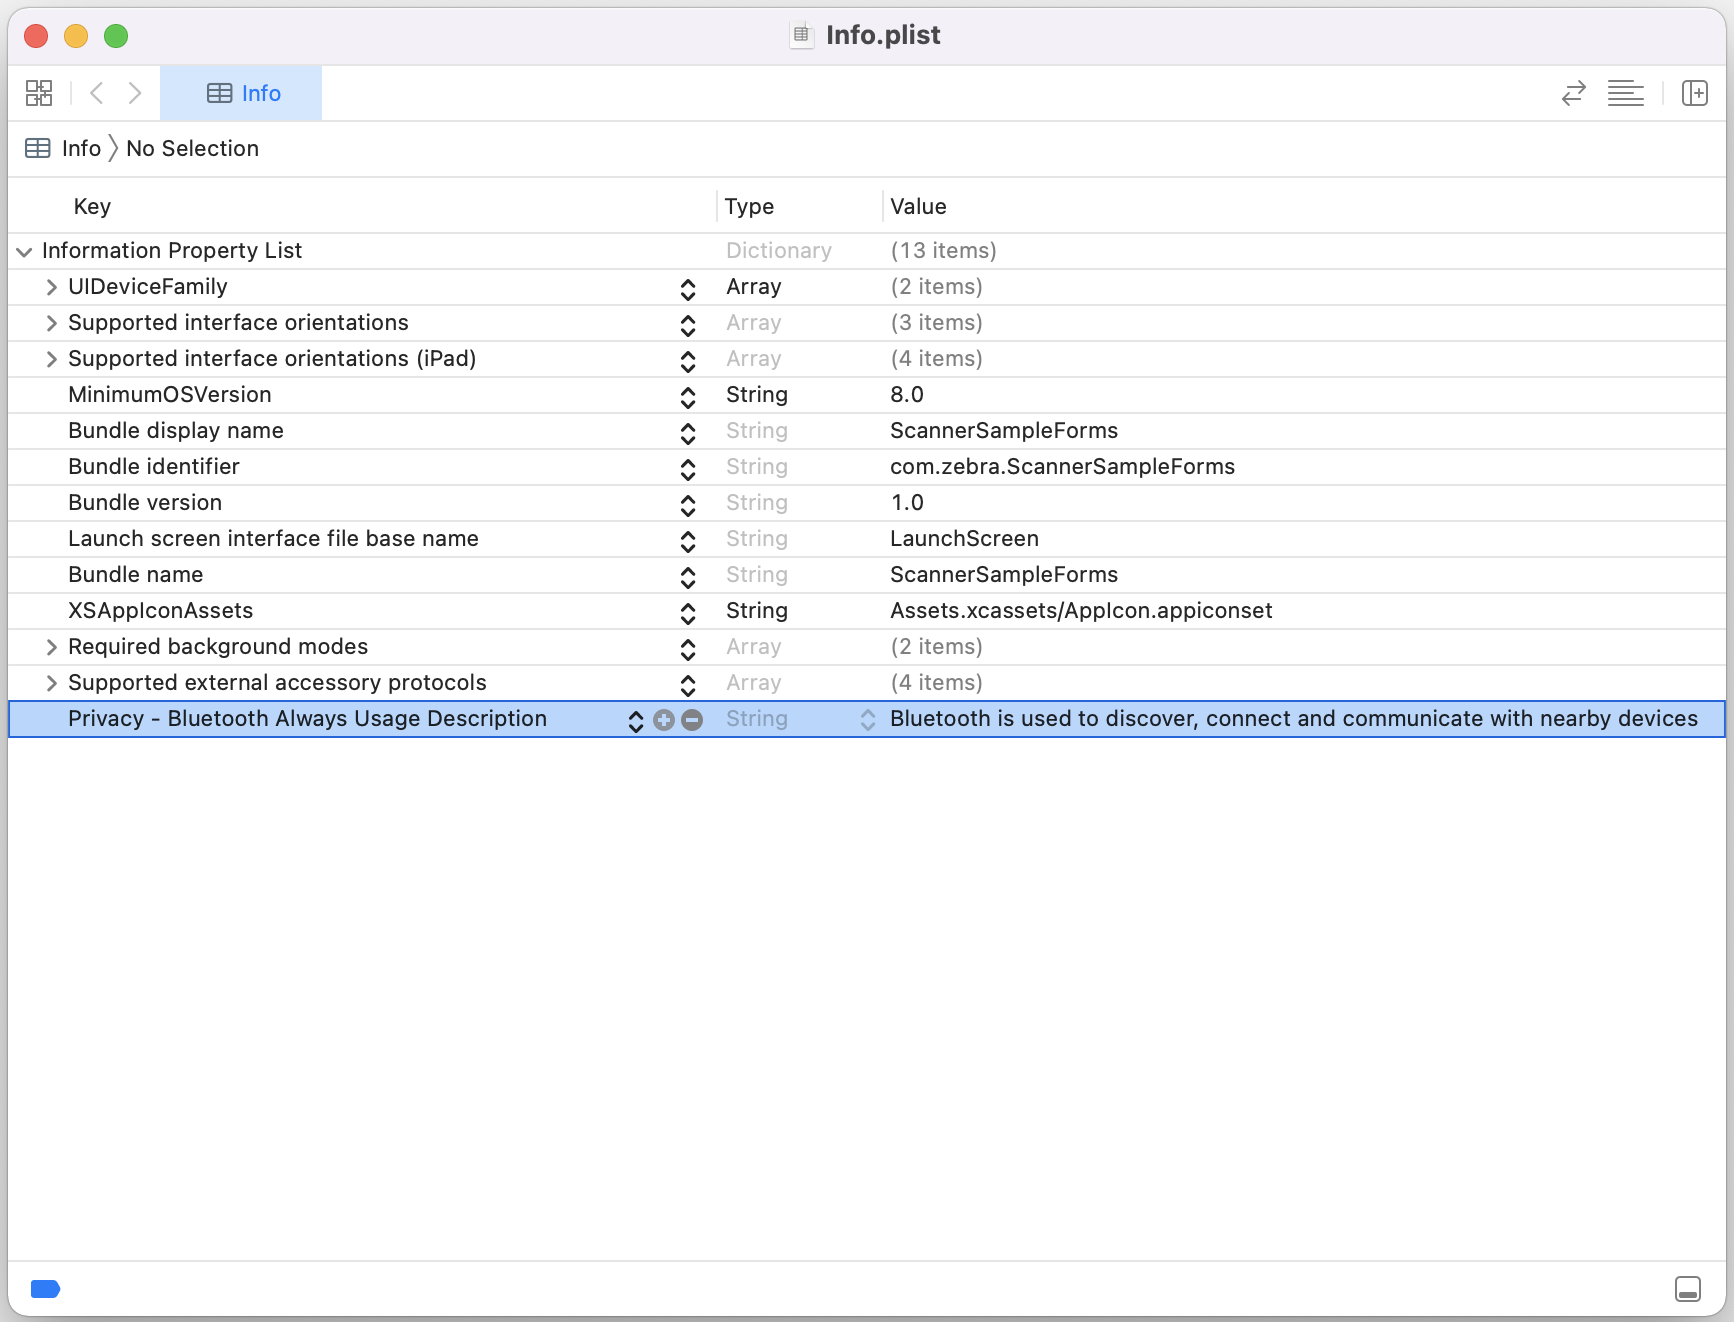 Info.plist
Info
Info No Selection
Key Type Value
Information Property List Dictionary (13 items)
UIDeviceFamily Array (2 items)
Supported interface orientations Array (3 items)
Supported interface orientations (iPad) Array (4 items)
MinimumOSVersion String 8.0
Bundle display name String ScannerSampleForms
Bundle identifier String com.zebra.ScannerSampleForms
Bundle version String 1.0
Launch screen interface file base name String LaunchScreen
Bundle name String ScannerSampleForms
XSAppIconAssets String Assets.xcassets/AppIcon.appiconset
Required background modes Array (2 items)
Supported external accessory protocols Array (4 items)
Privacy - Bluetooth Always Usage Description String Bluetooth is used to discover, connect and communicate with nearby devices